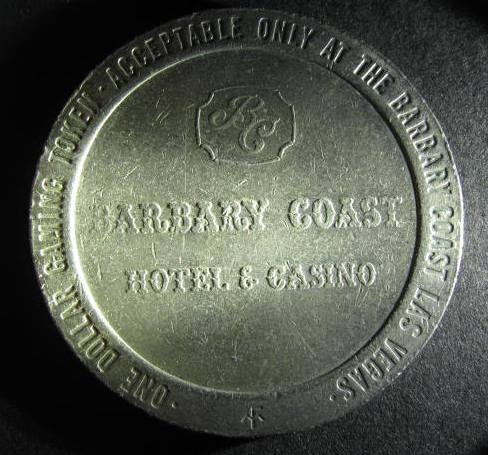 · ONE DOLLAR GAMING TOKEN · ACCEPTABLE ONLY AT THE BARBARY COAST LAS VEGAS ·
BC
BARBARY COAST
HOTEL & CASINO